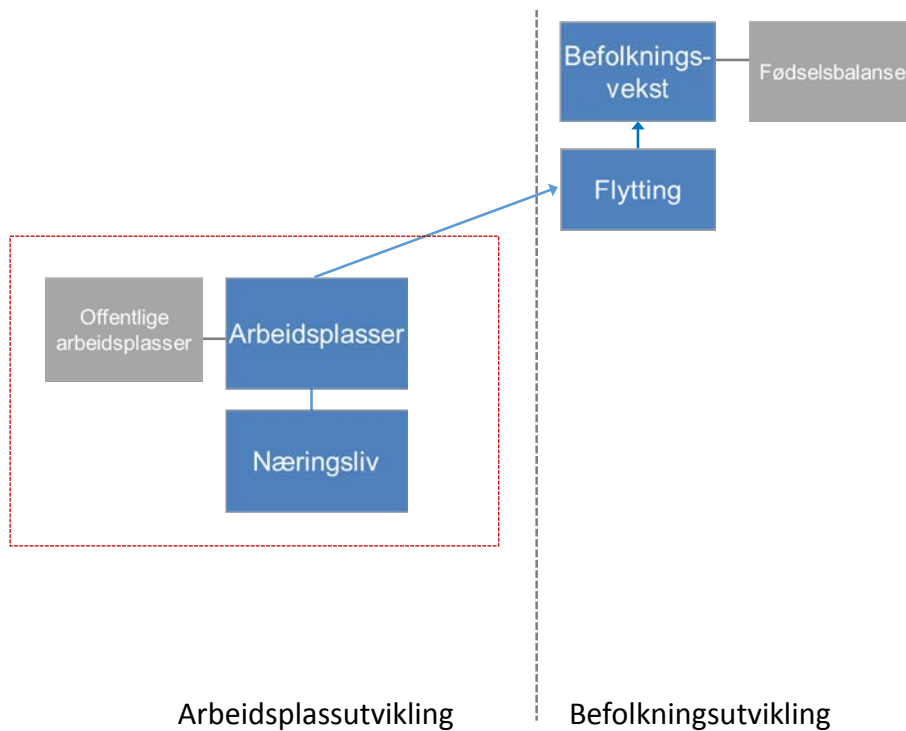 Befolknings-
vekst
Fødselsbalanse
Flytting
Offentlige
arbeidsplasser
Arbeidsplasser
Næringsliv
Arbeidsplassutvikling
Befolkningsutvikling